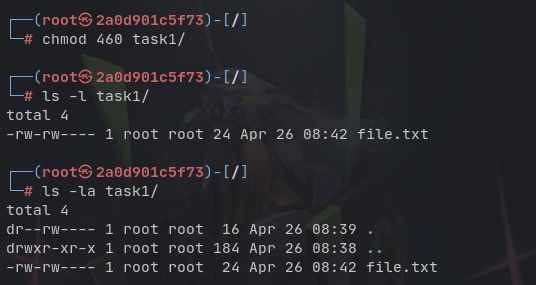 ┌──(root㉿2a0d901c5f73)-[/]
└─# chmod 460 task1/
┌──(root㉿2a0d901c5f73)-[/]
└─# ls -l task1/
total 4
-rw-rw---- 1 root root 24 Apr 26 08:42 file.txt
┌──(root㉿2a0d901c5f73)-[/]
└─# ls -la task1/
total 4
dr--rw---- 1 root root  16 Apr 26 08:39 .
drwxr-xr-x 1 root root 184 Apr 26 08:38 ..
-rw-rw---- 1 root root  24 Apr 26 08:42 file.txt